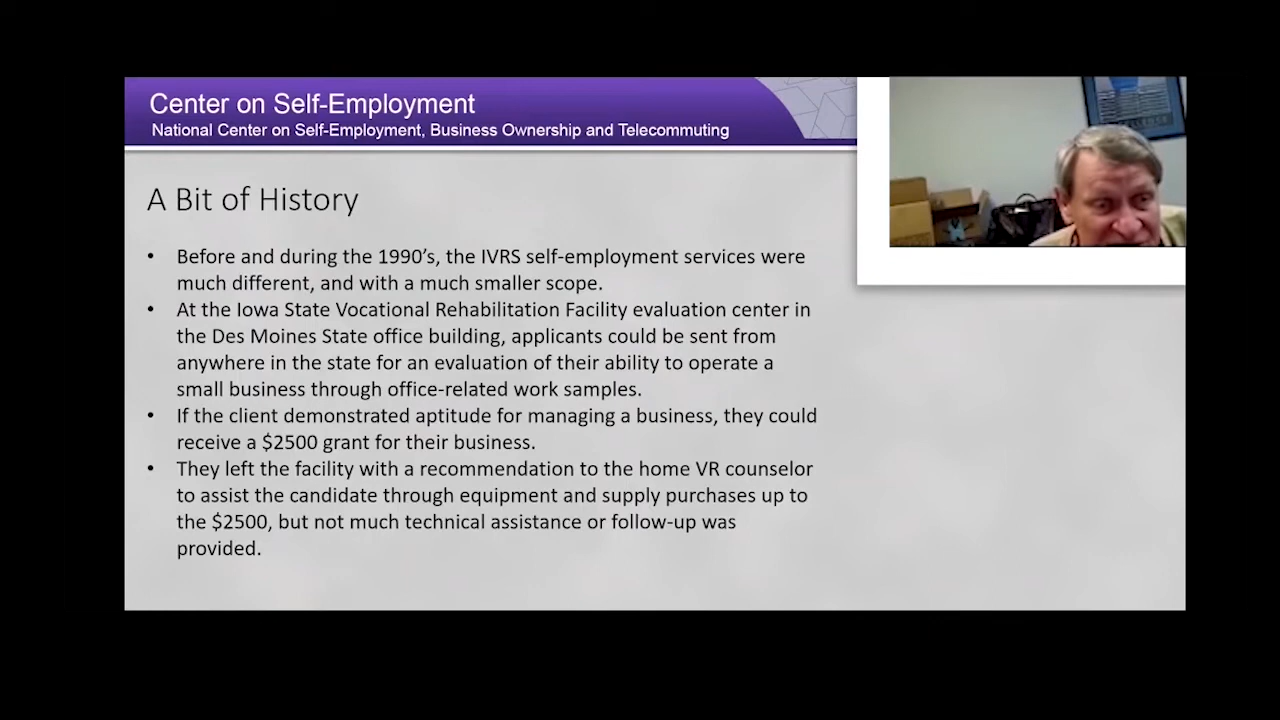 Center on Self-Employment
National Center on Self-Employment, Business Ownership and Telecommuting
A Bit of History
• Before and during the 1990's, the IVRS self-employment services were
much different, and with a much smaller scope.
• At the Iowa State Vocational Rehabilitation Facility evaluation center in
the Des Moines State office building, applicants could be sent from
anywhere in the state for an evaluation of their ability to operate a
small business through office-related work samples.
• If the client demonstrated aptitude for managing a business, they could
receive a $2500 grant for their business.
• They left the facility with a recommendation to the home VR counselor
to assist the candidate through equipment and supply purchases up to
the $2500, but not much technical assistance or follow-up was
provided.